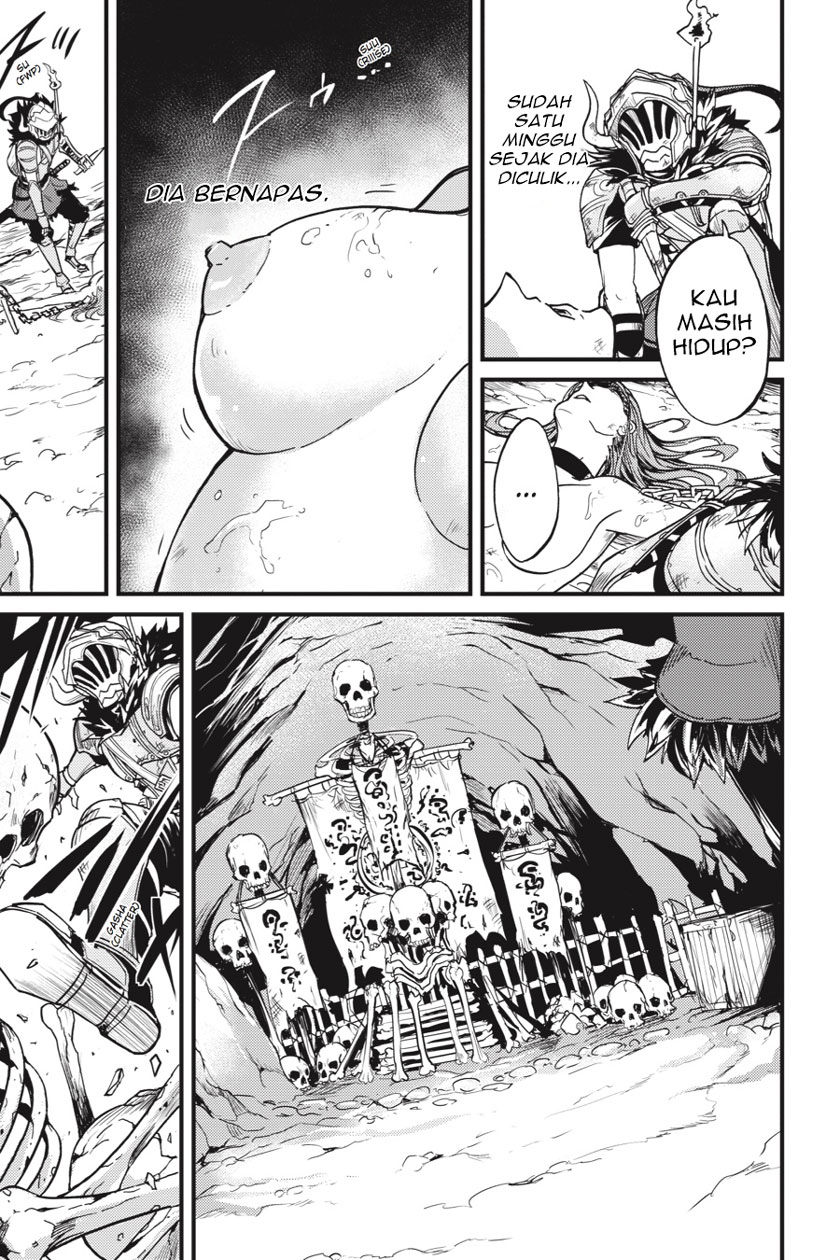 SUDAH
SATU
MINGGU
SEJAK DIA
DICULIK...
KAU
MASIH
HIDUP?
...
SUU
(RIIISE)
DIA BERNAPAS.
SU
(FWP)
GASHA
(CLATTER)